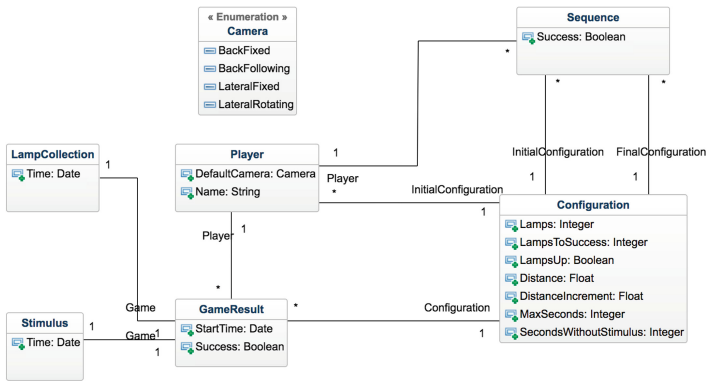 « Enumeration »
Camera
BackFixed
BackFollowing
LateralFixed
LateralRotating
Sequence
Success: Boolean
*
*
*
LampCollection
Time: Date
1
Player
DefaultCamera: Camera
Name: String
1
Player
*
InitialConfiguration
1
InitialConfiguration
1
FinalConfiguration
1
Configuration
Lamps: Integer
LampsToSuccess: Integer
LampsUp: Boolean
Distance: Float
DistanceIncrement: Float
MaxSeconds: Integer
SecondsWithoutStimulus: Integer
Player
1
*
Game
1
GameResult
StartTime: Date
Success: Boolean
*
Configuration
1
Stimulus
Time: Date
1
Game
1